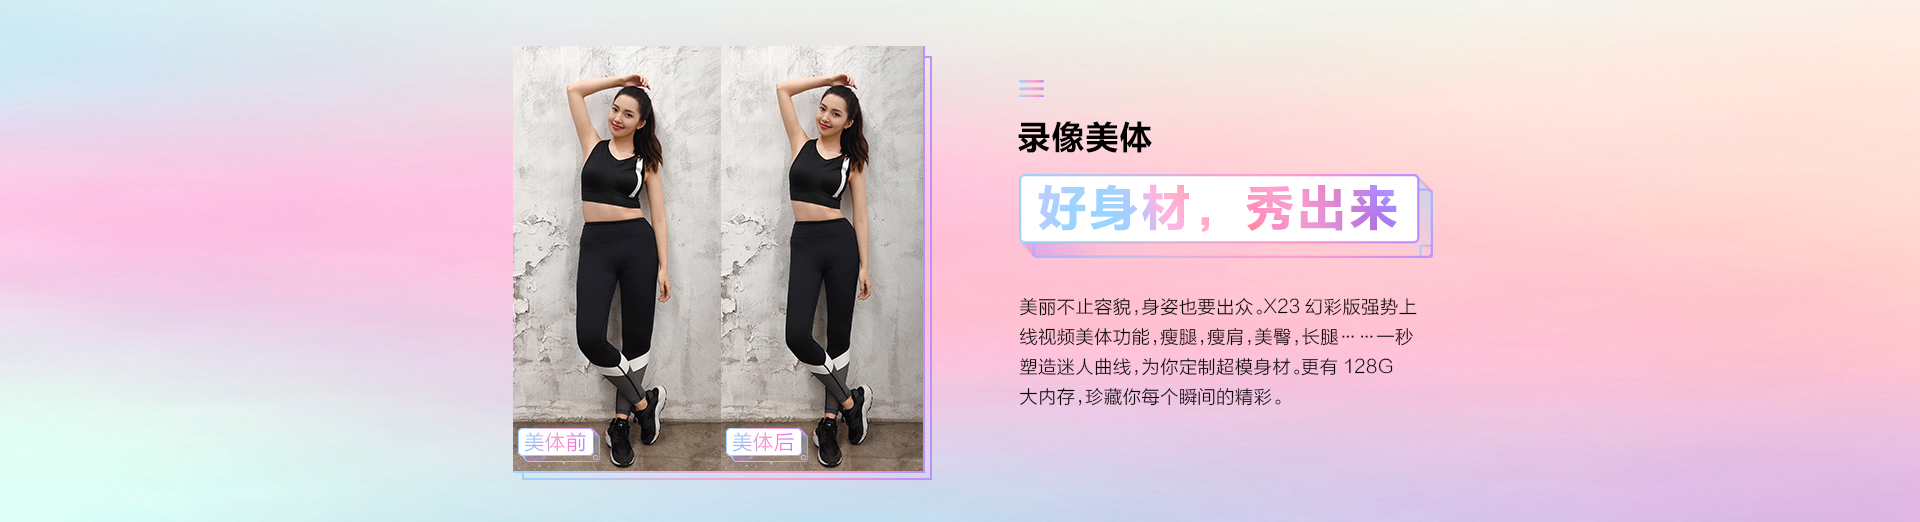 录像美体
好身材，秀出来
美丽不止容貌，身姿也要出众。X23 幻彩版强势上
线视频美体功能，瘦腿，瘦肩，美臀，长腿……一秒
塑造迷人曲线，为你定制超模身材。更有 128G
大内存，珍藏你每个瞬间的精彩。
美体前
美体后